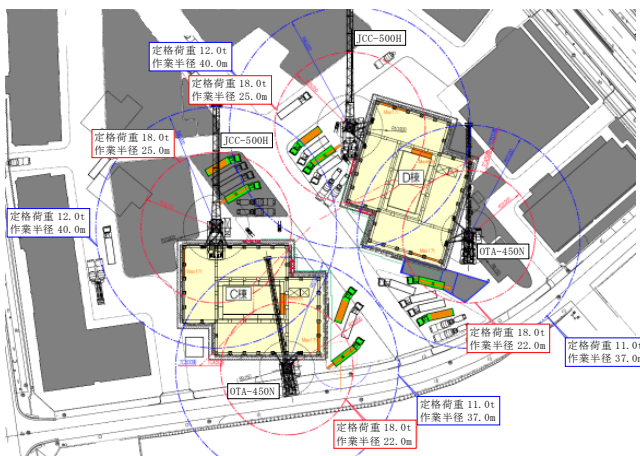 JCC-500H
定格荷重 12.0t
作業半径 40.0m
定格荷重 18.0t
作業半径 25.0m
定格荷重 18.0t
作業半径 25.0m
JCC-500H
D棟
定格荷重 12.0t
作業半径 40.0m
OTA-450N
C棟
定格荷重 18.0t
作業半径 22.0m
定格荷重 11.0t
作業半径 37.0m
OTA-450N
定格荷重 11.0t
作業半径 37.0m
定格荷重 18.0t
作業半径 22.0m